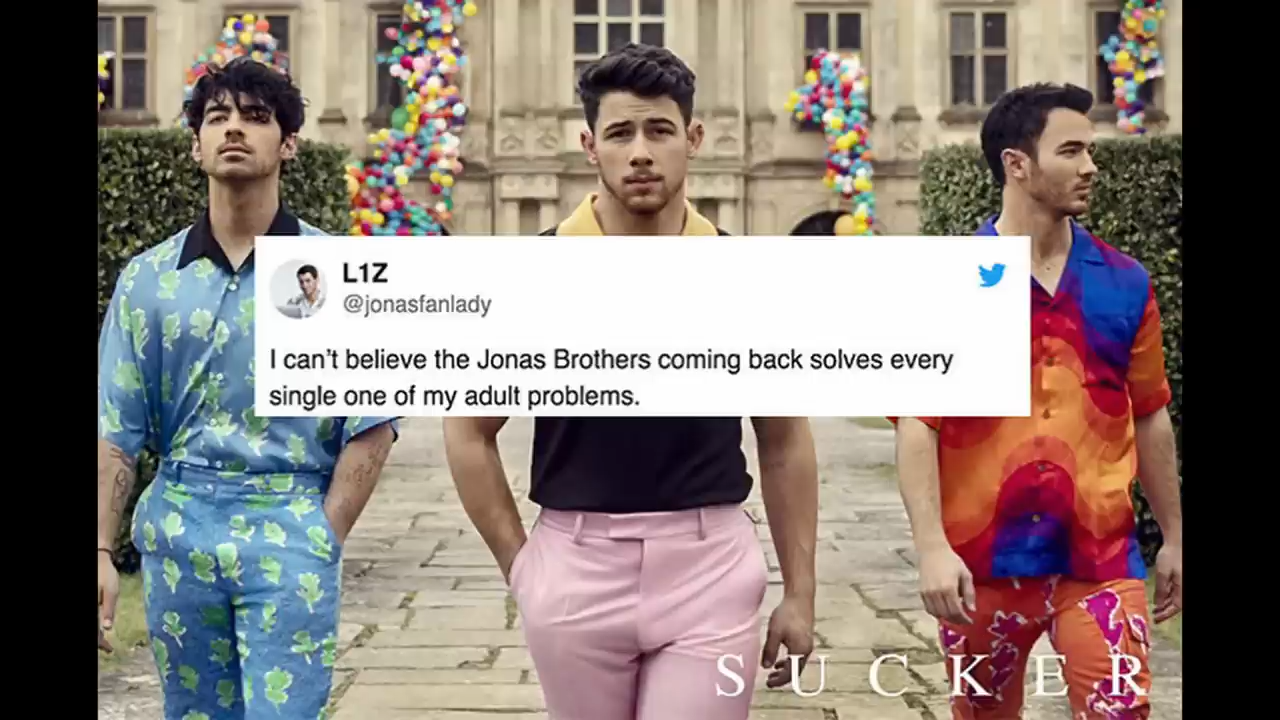 L1Z
@jonasfanlady
I can't believe the Jonas Brothers coming back solves every
single one of my adult problems.
SUCKER